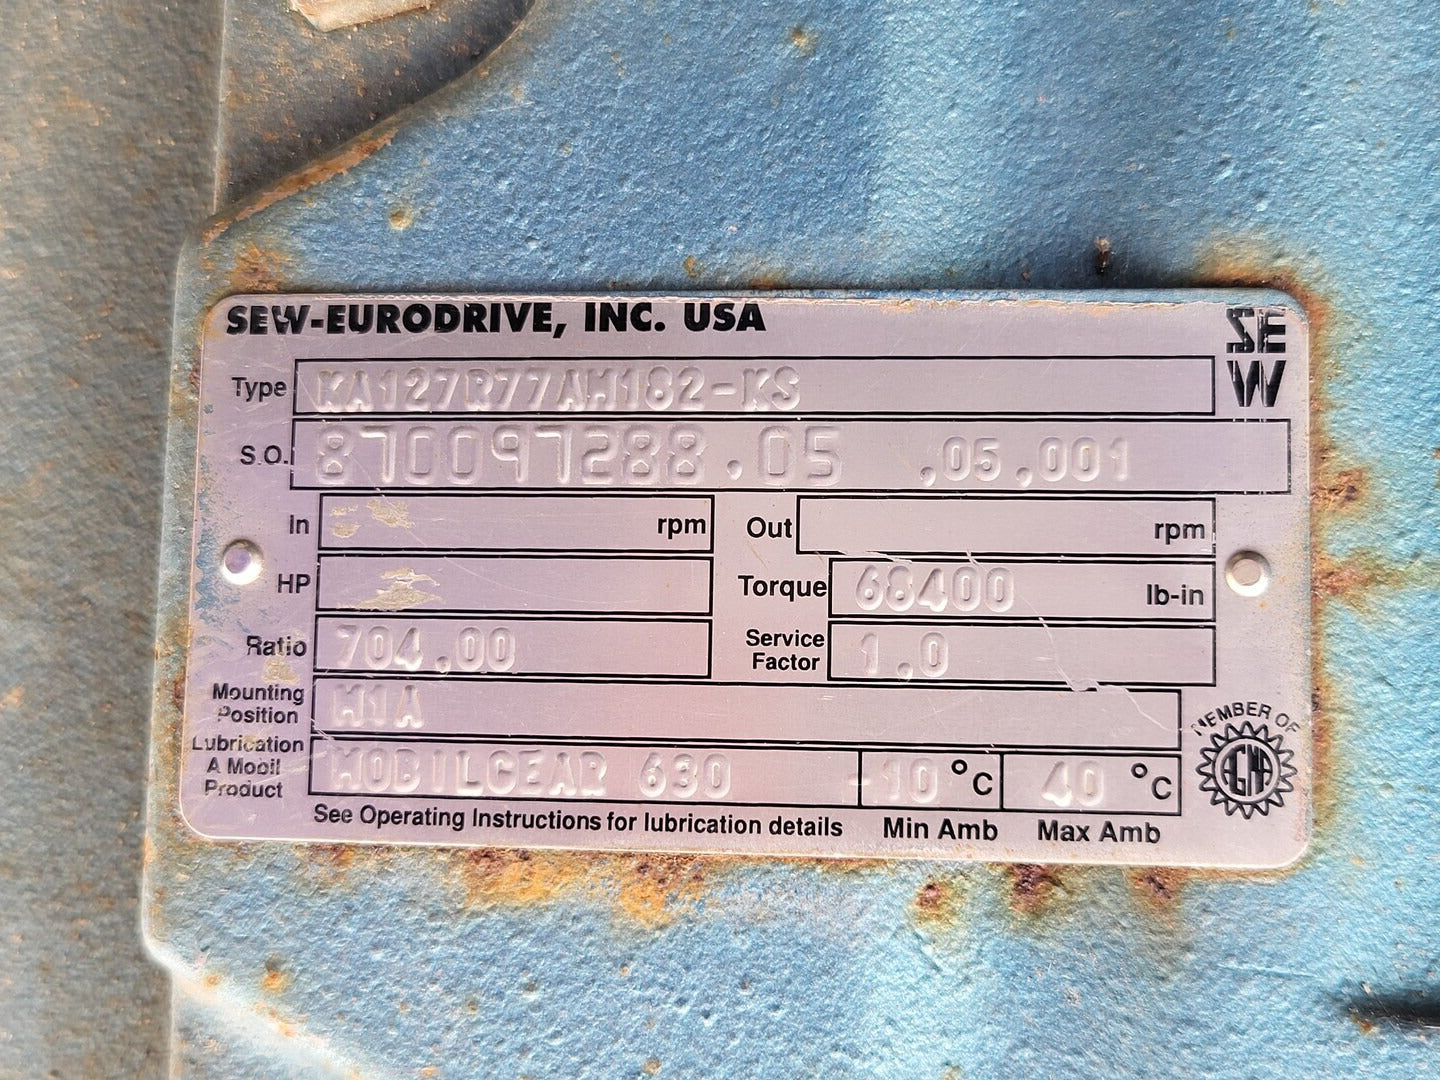 SEW-EURODRIVE, INC. USA
SEW
Type KA127R77AM182-KS
S.O. 870097288.05 .05.001
In rpm Out rpm
HP Torque 68400 lb-in
Ratio 704.00 Service Factor 1.0
Mounting Position M1A
Lubrication A Mobil Product MOBILGEAR 630 -10 °C 40 °C
See Operating Instructions for lubrication details Min Amb Max Amb
MEMBER OF
AGMA